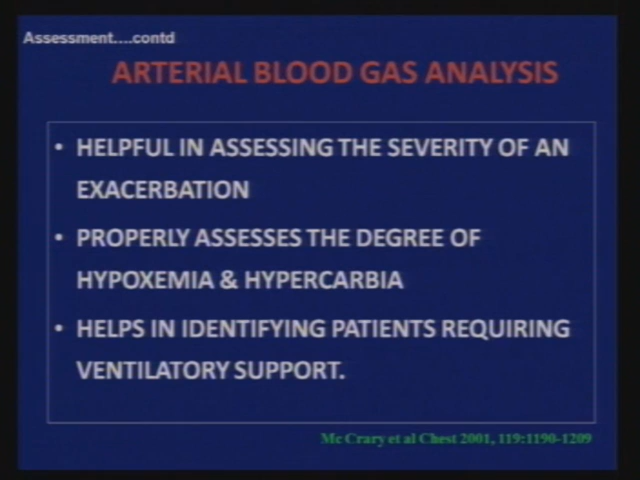 Assessment....contd
ARTERIAL BLOOD GAS ANALYSIS
• HELPFUL IN ASSESSING THE SEVERITY OF AN
EXACERBATION
• PROPERLY ASSESSES THE DEGREE OF
HYPOXEMIA & HYPERCARBIA
• HELPS IN IDENTIFYING PATIENTS REQUIRING
VENTILATORY SUPPORT.
Mc Crary et al Chest 2001, 119:1190-1209